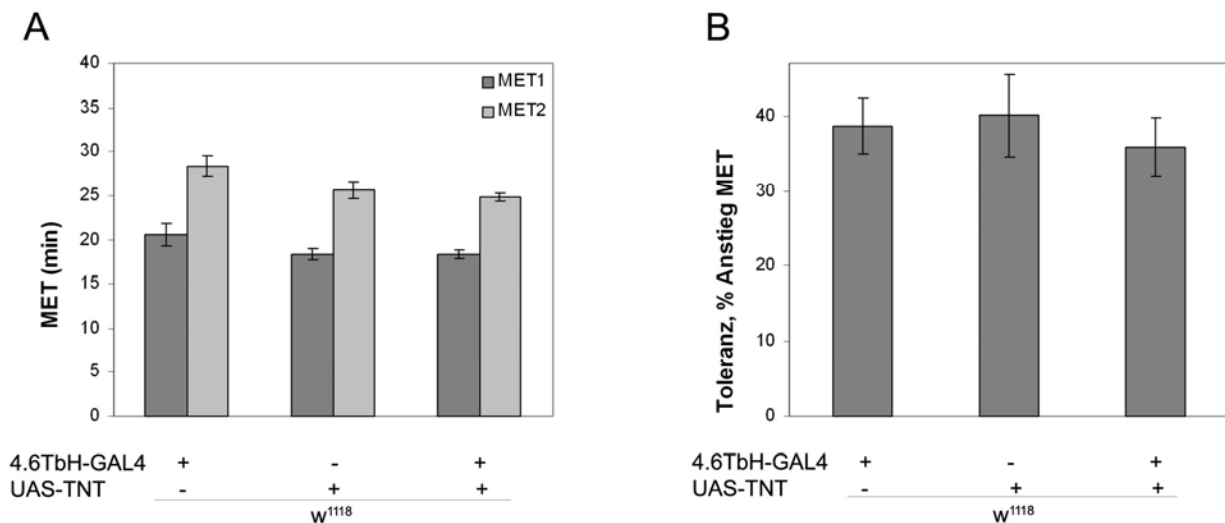 A
40
35
30
25
20
15
10
5
0
MET (min)
MET1
MET2
4.6TbH-GAL4 + - +
UAS-TNT - + +
w1118
B
40
30
20
10
0
Toleranz, % Anstieg MET
4.6TbH-GAL4 + - +
UAS-TNT - + +
w1118